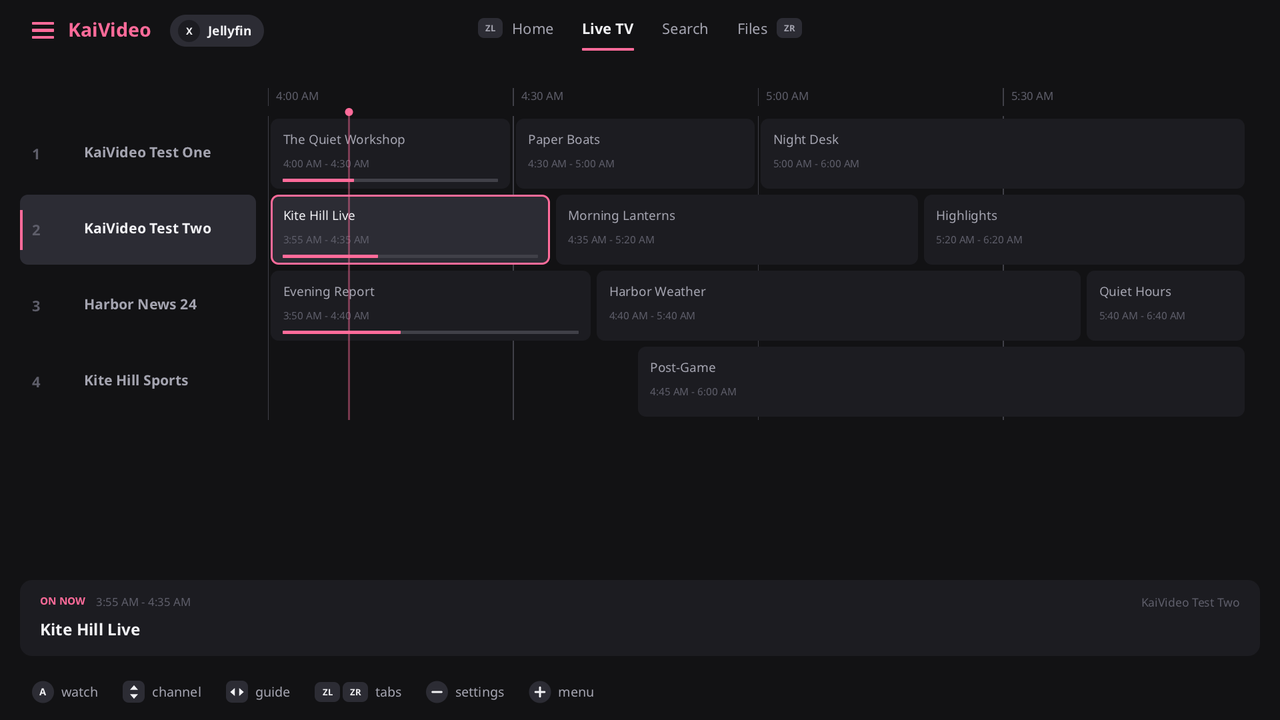 KaiVideo X Jellyfin ZL Home Live TV Search Files ZR
4:00 AM 4:30 AM 5:00 AM 5:30 AM
1 KaiVideo Test One
The Quiet Workshop
4:00 AM - 4:30 AM
Paper Boats
4:30 AM - 5:00 AM
Night Desk
5:00 AM - 6:00 AM
2 KaiVideo Test Two
Kite Hill Live
3:55 AM - 4:35 AM
Morning Lanterns
4:35 AM - 5:20 AM
Highlights
5:20 AM - 6:20 AM
3 Harbor News 24
Evening Report
3:50 AM - 4:40 AM
Harbor Weather
4:40 AM - 5:40 AM
Quiet Hours
5:40 AM - 6:40 AM
4 Kite Hill Sports
Post-Game
4:45 AM - 6:00 AM
ON NOW 3:55 AM - 4:35 AM
KaiVideo Test Two
Kite Hill Live
A watch channel guide ZL ZR tabs settings menu